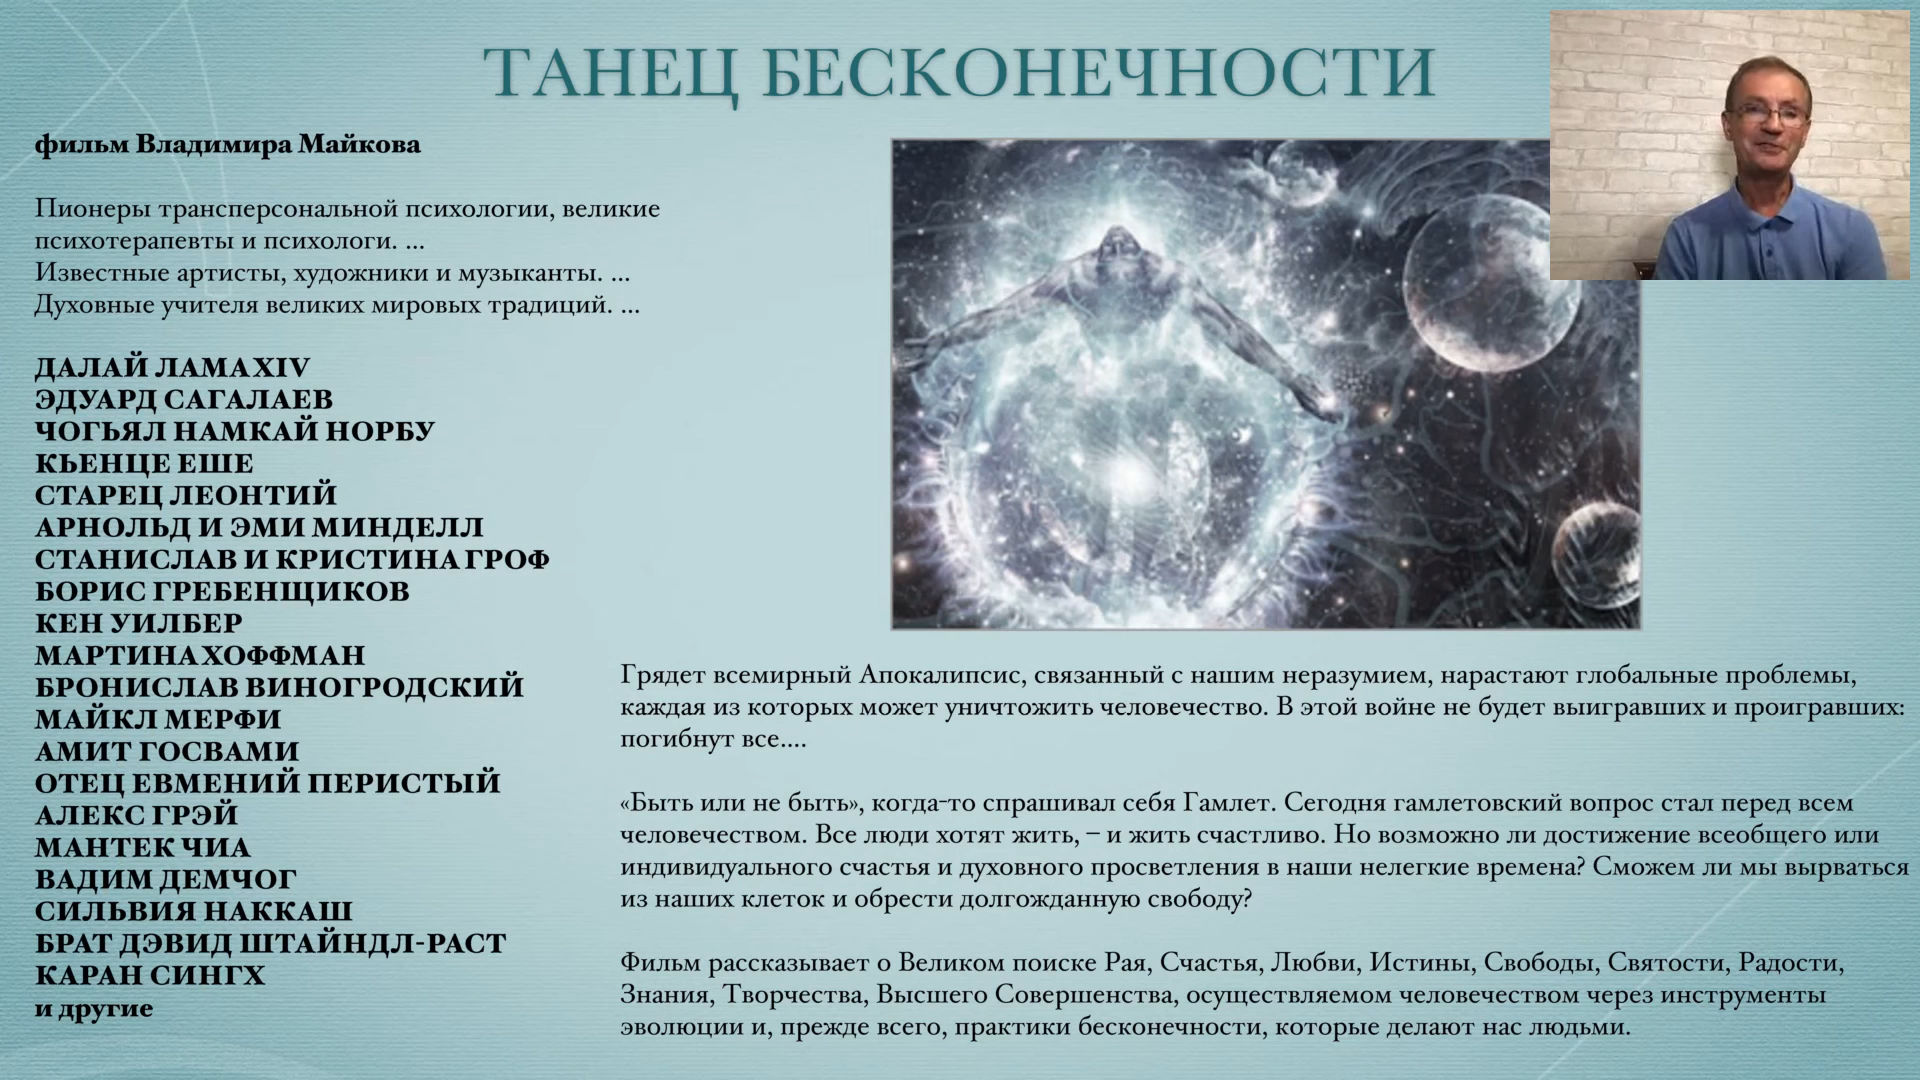 ТАНЕЦ БЕСКОНЕЧНОСТИ
фильм Владимира Майкова
Пионеры трансперсональной психологии, великие
психотерапевты и психологи. ...
Известные артисты, художники и музыканты. ...
Духовные учителя великих мировых традиций. ...
ДАЛАЙ ЛАМА XIV
ЭДУАРД САГАЛАЕВ
ЧОГЬЯЛ НАМКАЙ НОРБУ
КЬЕНЦЕ ЕШЕ
СТАРЕЦ ЛЕОНТИЙ
АРНОЛЬД И ЭМИ МИНДЕЛЛ
СТАНИСЛАВ И КРИСТИНА ГРОФ
БОРИС ГРЕБЕНЩИКОВ
КЕН УИЛБЕР
МАРТИНА ХОФФМАН
БРОНИСЛАВ ВИНОГРОДСКИЙ
МАЙКЛ МЕРФИ
АМИТ ГОСВАМИ
ОТЕЦ ЕВМЕНИЙ ПЕРИСТЫЙ
АЛЕКС ГРЭЙ
МАНТЕК ЧИА
ВАДИМ ДЕМЧОГ
СИЛЬВИЯ НАККАШ
БРАТ ДЭВИД ШТАЙНДЛ-РАСТ
КАРАН СИНГХ
и другие
Грядет всемирный Апокалипсис, связанный с нашим неразумием, нарастают глобальные проблемы,
каждая из которых может уничтожить человечество. В этой войне не будет выигравших и проигравших:
погибнут все....
«Быть или не быть», когда-то спрашивал себя Гамлет. Сегодня гамлетовский вопрос стал перед всем
человечеством. Все люди хотят жить, – и жить счастливо. Но возможно ли достижение всеобщего или
индивидуального счастья и духовного просветления в наши нелегкие времена? Сможем ли мы вырваться
из наших клеток и обрести долгожданную свободу?
Фильм рассказывает о Великом поиске Рая, Счастья, Любви, Истины, Свободы, Святости, Радости,
Знания, Творчества, Высшего Совершенства, осуществляемом человечеством через инструменты
эволюции и, прежде всего, практики бесконечности, которые делают нас людьми.